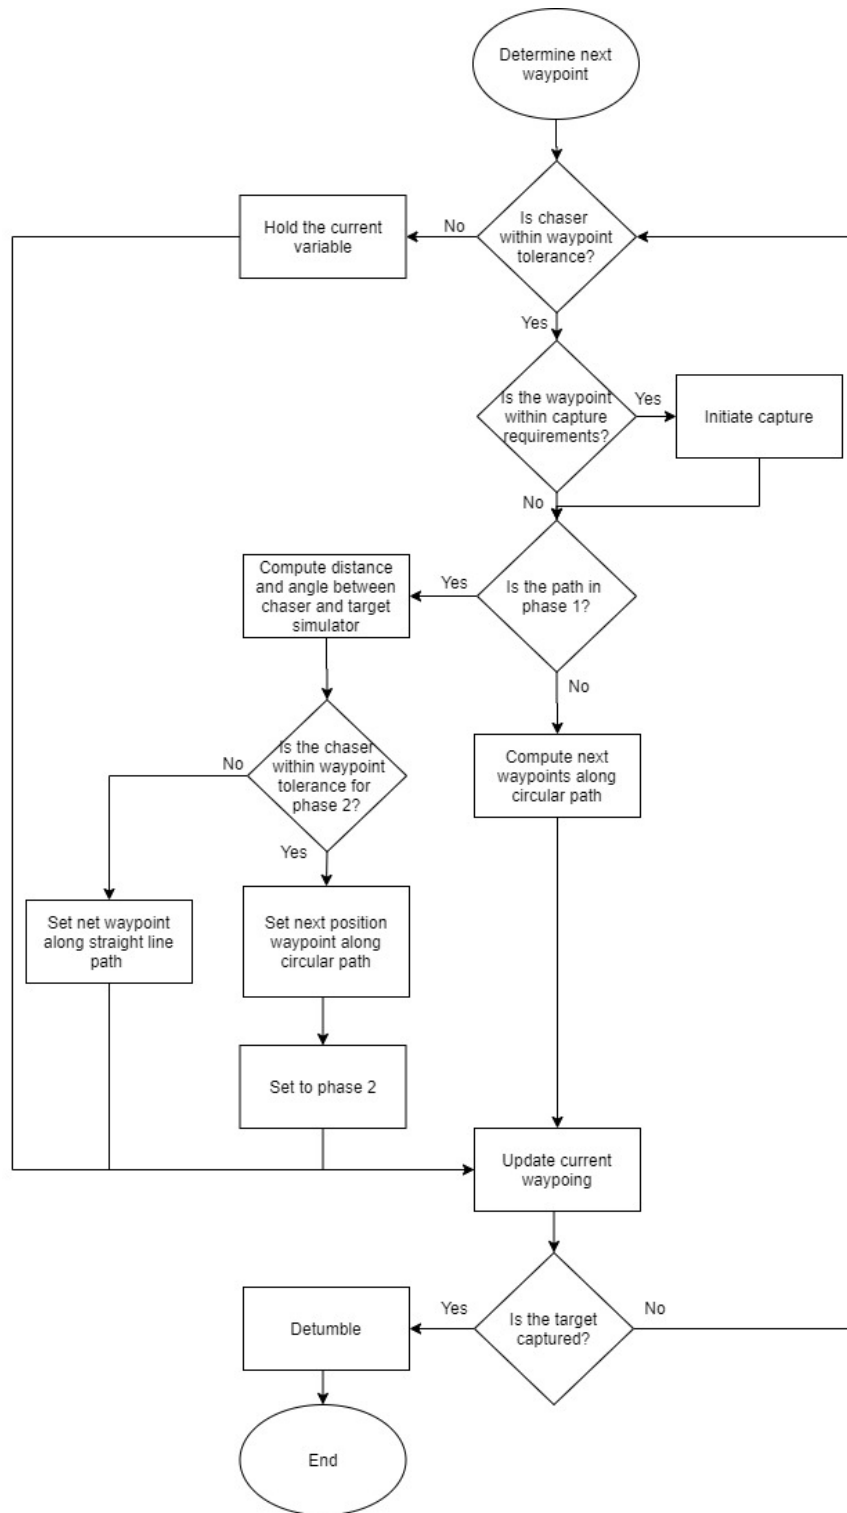 Determine next
waypoint
Is chaser
within waypoint
tolerance?
No
Hold the current
variable
Yes
Is the waypoint
within capture
requirements?
Yes
Initiate capture
No
Is the path in
phase 1?
Yes
Compute distance
and angle between
chaser and target
simulator
No
Is the chaser
within waypoint
tolerance for
phase 2?
No
Compute next
waypoints along
circular path
Yes
Set net waypoint
along straight line
path
Set next position
waypoint along
circular path
Set to phase 2
Update current
waypoing
Is the target
captured?
Yes
No
Detumble
End